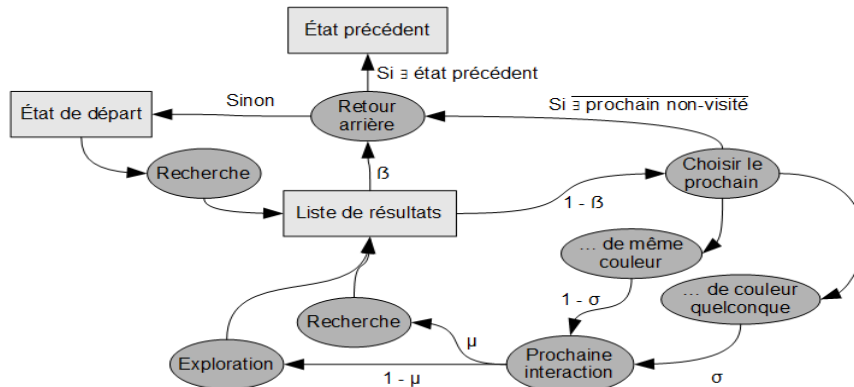 État précédent
Si ∃ état précédent
Sinon
Retour
arrière
Si ∃ prochain non-visité
État de départ
Recherche
Choisir le
prochain
ß
Liste de résultats
1 - ß
... de même
couleur
... de couleur
quelconque
1 - σ
Recherche
μ
Exploration
1 - μ
Prochaine
interaction
σ